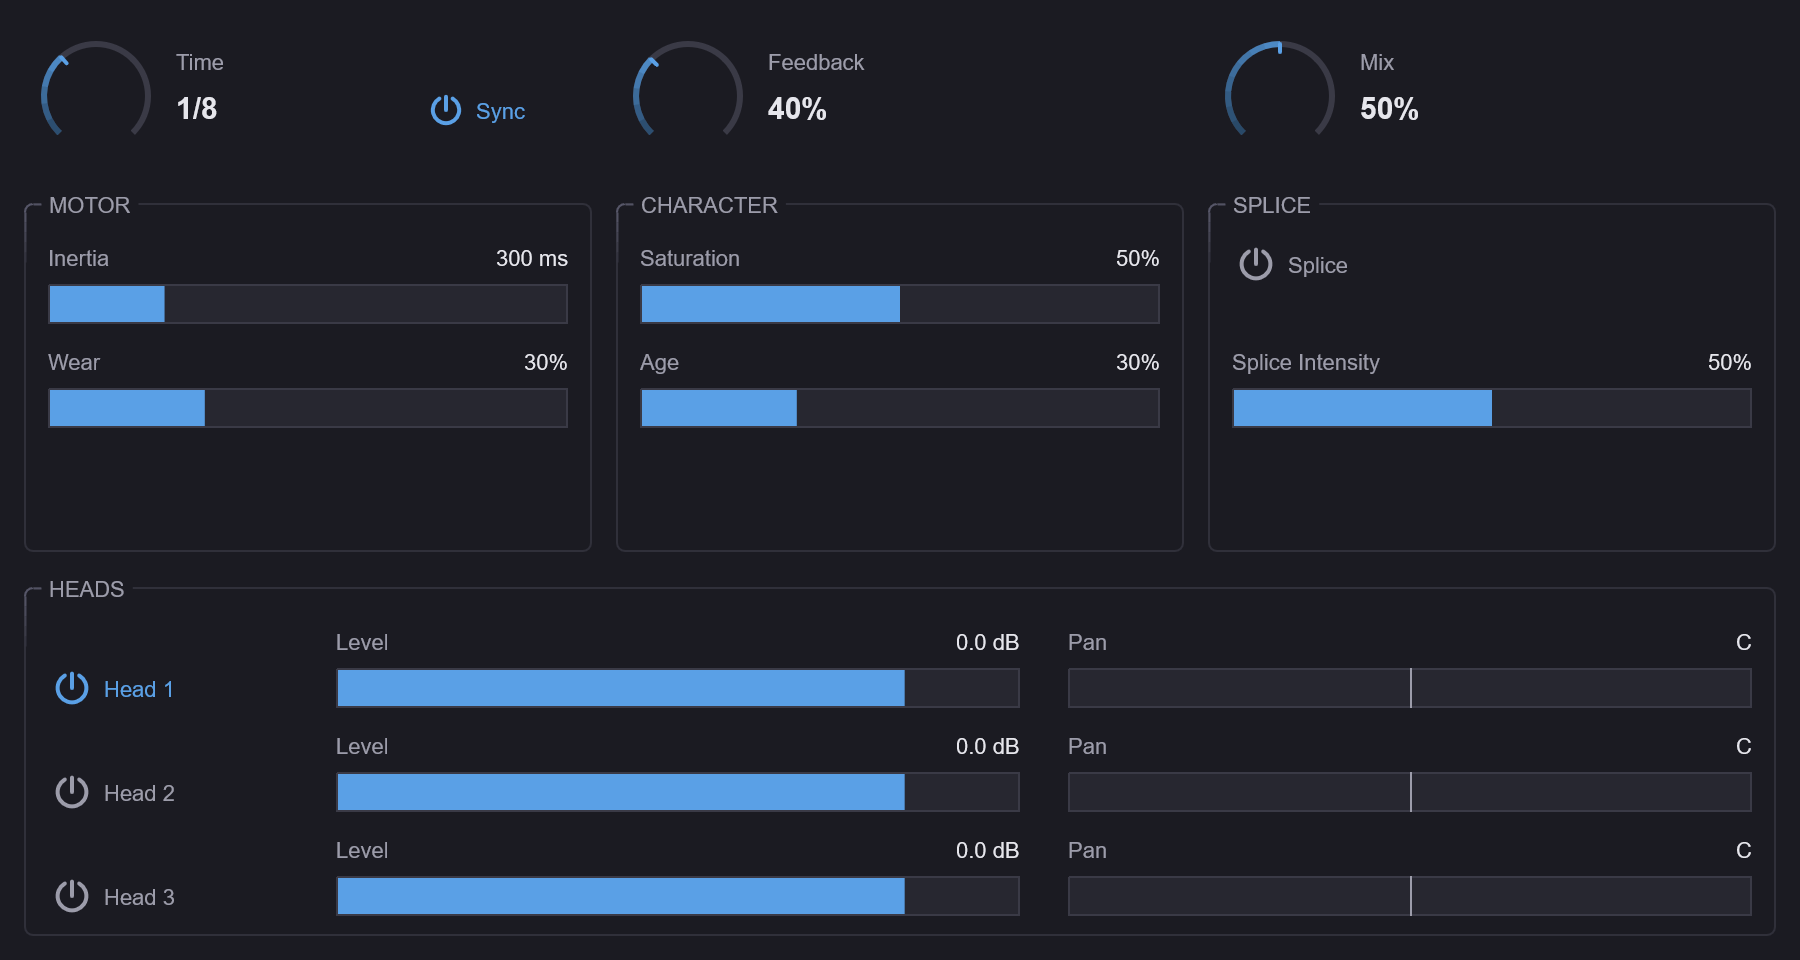 Time
1/8
Sync
Feedback
40%
Mix
50%
MOTOR
Inertia 300 ms
Wear 30%
CHARACTER
Saturation 50%
Age 30%
SPLICE
Splice
Splice Intensity 50%
HEADS
Head 1
Level 0.0 dB
Pan C
Head 2
Level 0.0 dB
Pan C
Head 3
Level 0.0 dB
Pan C